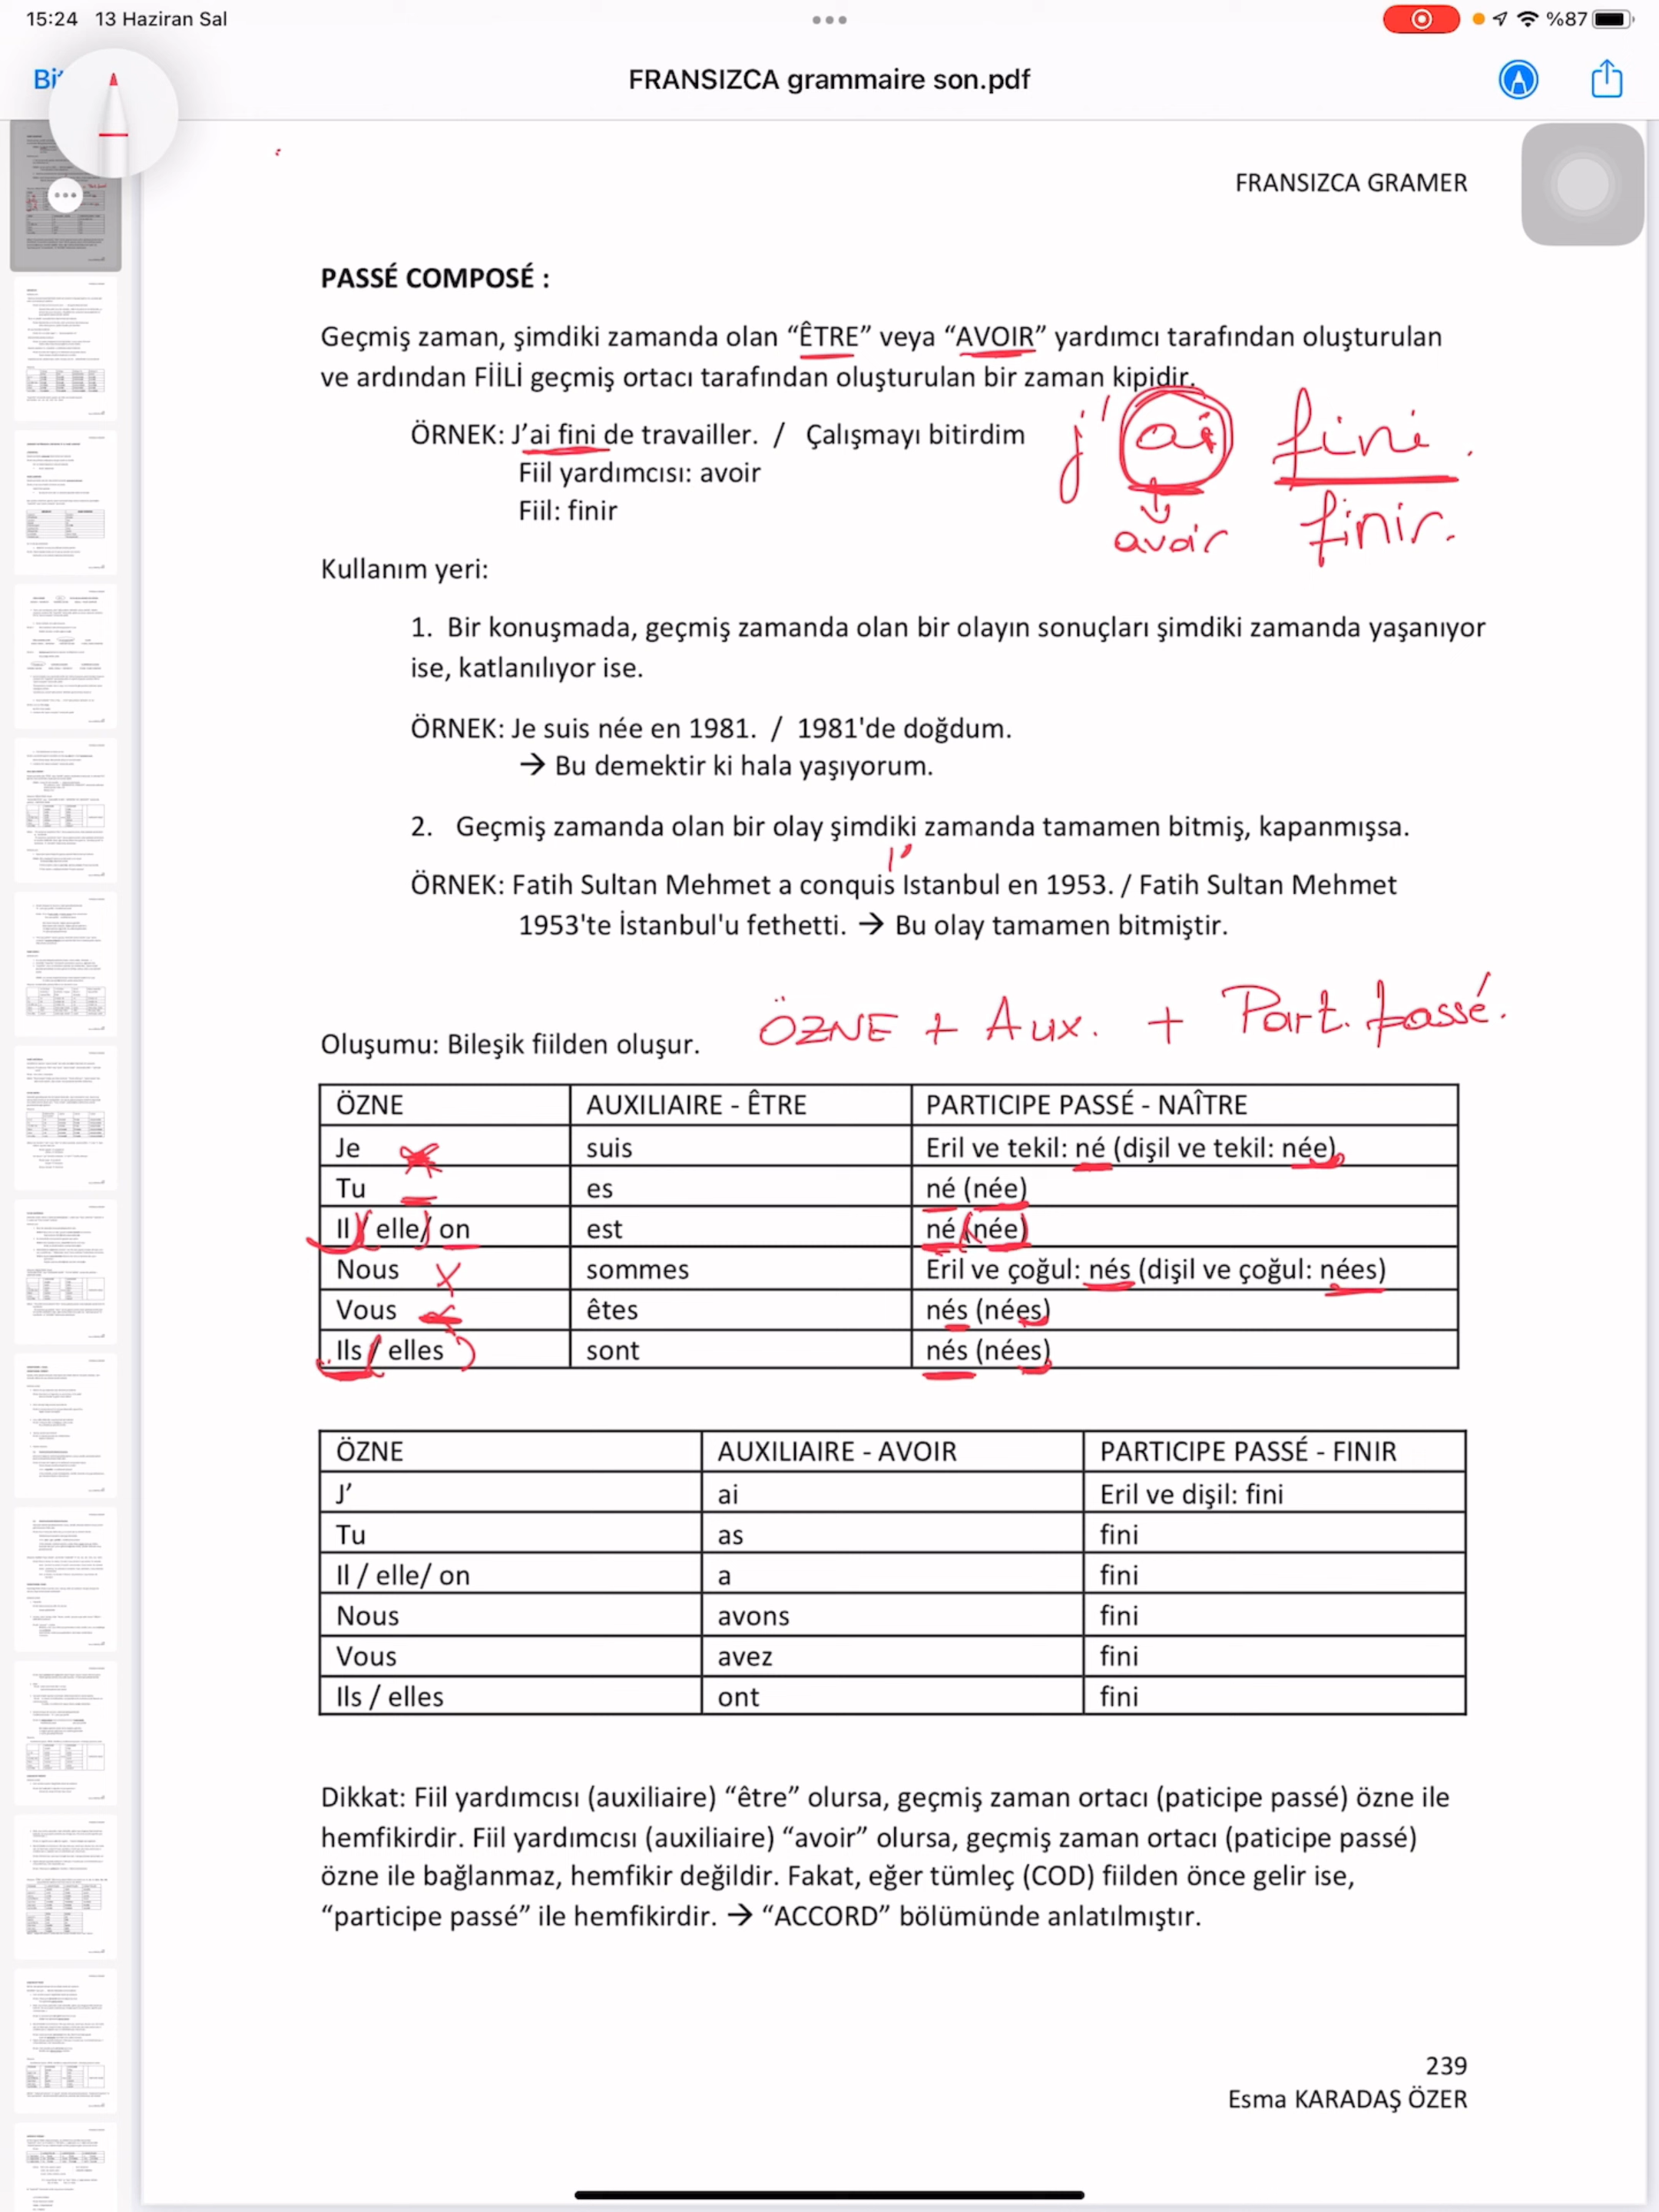 15:24 13 Haziran Sal
%87
Bit
FRANSIZCA grammaire son.pdf
FRANSIZCA GRAMER
PASSÉ COMPOSÉ :
Geçmiş zaman, şimdiki zamanda olan “ÊTRE” veya “AVOIR” yardımcı tarafından oluşturulan
ve ardından FİİLİ geçmiş ortacı tarafından oluşturulan bir zaman kipidir.
ÖRNEK: J’ai fini de travailler. / Çalışmayı bitirdim
j' ai fini.
Fiil yardımcısı: avoir
Fiil: finir
avoir finir.
Kullanım yeri:
1. Bir konuşmada, geçmiş zamanda olan bir olayın sonuçları şimdiki zamanda yaşanıyor
ise, katlanılıyor ise.
ÖRNEK: Je suis née en 1981. / 1981'de doğdum.
→ Bu demektir ki hala yaşıyorum.
2. Geçmiş zamanda olan bir olay şimdiki zamanda tamamen bitmiş, kapanmışsa.
ÖRNEK: Fatih Sultan Mehmet a conquis Istanbul en 1953. / Fatih Sultan Mehmet
1953'te İstanbul'u fethetti. → Bu olay tamamen bitmiştir.
ÖZNE + Aux. + Part. passé.
Oluşumu: Bileşik fiilden oluşur.
ÖZNE AUXILIAIRE - ÊTRE PARTICIPE PASSÉ - NAÎTRE
Je suis Eril ve tekil: né (dişil ve tekil: née)
Tu es né (née)
Il / elle/ on est né (née)
Nous sommes Eril ve çoğul: nés (dişil ve çoğul: nées)
Vous êtes nés (nées)
Ils / elles sont nés (nées)
ÖZNE AUXILIAIRE - AVOIR PARTICIPE PASSÉ - FINIR
J’ ai Eril ve dişil: fini
Tu as fini
Il / elle/ on a fini
Nous avons fini
Vous avez fini
Ils / elles ont fini
Dikkat: Fiil yardımcısı (auxiliaire) “être” olursa, geçmiş zaman ortacı (paticipe passé) özne ile
hemfikirdir. Fiil yardımcısı (auxiliaire) “avoir” olursa, geçmiş zaman ortacı (paticipe passé)
özne ile bağlanmaz, hemfikir değildir. Fakat, eğer tümleç (COD) fiilden önce gelir ise,
“participe passé” ile hemfikirdir. → “ACCORD” bölümünde anlatılmıştır.
239
Esma KARADAŞ ÖZER